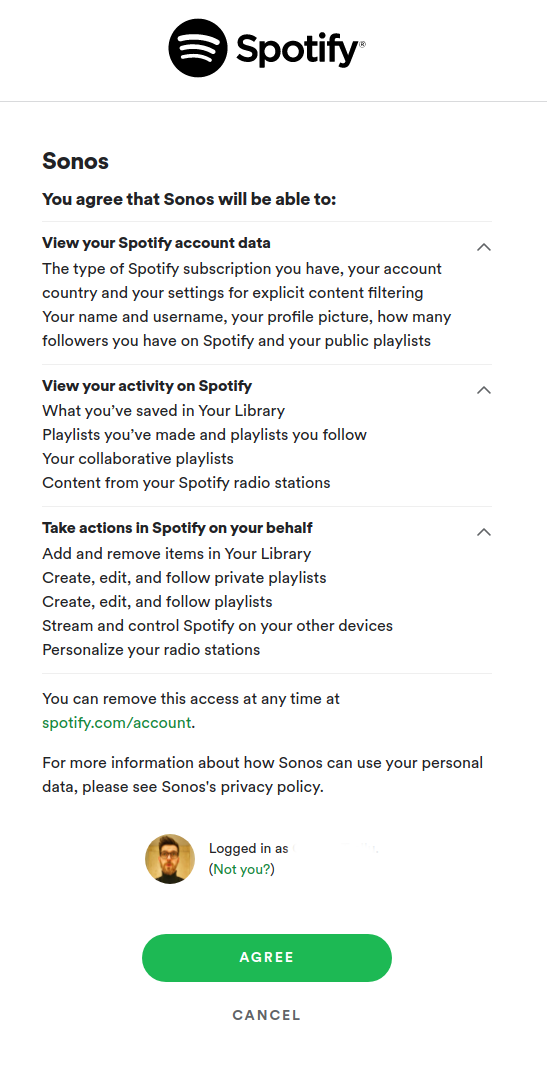 Spotify®
Sonos
You agree that Sonos will be able to:
View your Spotify account data
The type of Spotify subscription you have, your account
country and your settings for explicit content filtering
Your name and username, your profile picture, how many
followers you have on Spotify and your public playlists
View your activity on Spotify
What you’ve saved in Your Library
Playlists you’ve made and playlists you follow
Your collaborative playlists
Content from your Spotify radio stations
Take actions in Spotify on your behalf
Add and remove items in Your Library
Create, edit, and follow private playlists
Create, edit, and follow playlists
Stream and control Spotify on your other devices
Personalize your radio stations
You can remove this access at any time at
spotify.com/account.
For more information about how Sonos can use your personal
data, please see Sonos's privacy policy.
Logged in as
(Not you?)
AGREE
CANCEL